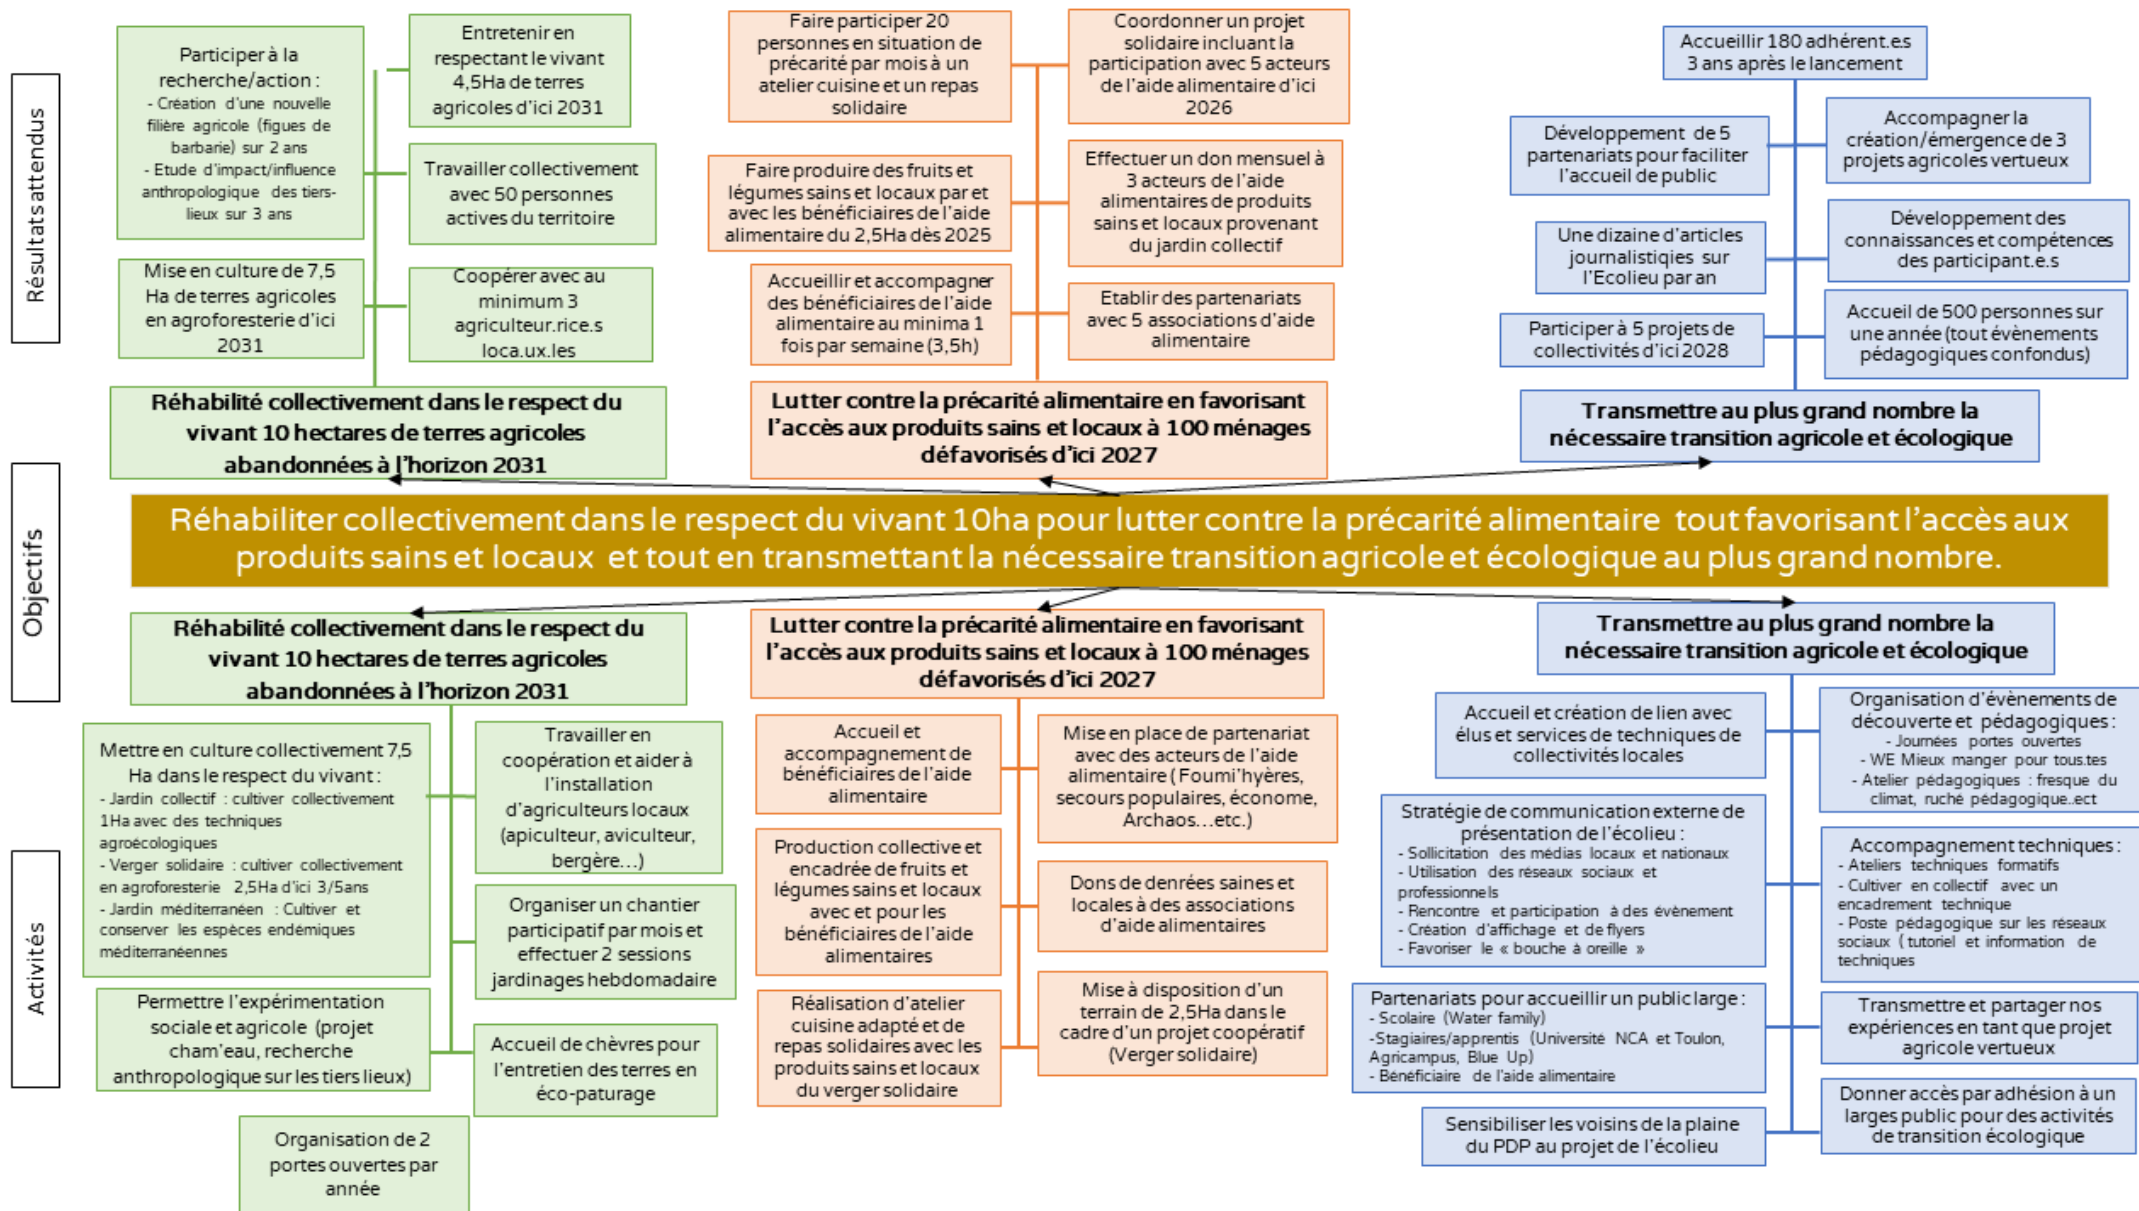 Résultats attendus
Participer à la
recherche/action :
- Création d'une nouvelle
filière agricole (figues de
barbarie) sur 2 ans
- Etude d'impact/influence
anthropologique des tiers-
lieux sur 3 ans
Entretenir en
respectant le vivant
4,5Ha de terres
agricoles d'ici 2031
Travailler collectivement
avec 50 personnes
actives du territoire
Mise en culture de 7,5
Ha de terres agricoles
en agroforesterie d'ici
2031
Coopérer avec au
minimum 3
agriculteur.rice.s
loca.ux.les
Réhabilité collectivement dans le respect du
vivant 10 hectares de terres agricoles
abandonnées à l'horizon 2031
Faire participer 20
personnes en situation de
précarité par mois à un
atelier cuisine et un repas
solidaire
Coordonner un projet
solidaire incluant la
participation avec 5 acteurs
de l'aide alimentaire d'ici
2026
Faire produire des fruits et
légumes sains et locaux par et
avec les bénéficiaires de l'aide
alimentaire du 2,5Ha dès 2025
Effectuer un don mensuel à
3 acteurs de l'aide
alimentaires de produits
sains et locaux provenant
du jardin collectif
Accueillir et accompagner
des bénéficiaires de l'aide
alimentaire au minima 1
fois par semaine (3,5h)
Etablir des partenariats
avec 5 associations d'aide
alimentaire
Lutter contre la précarité alimentaire en favorisant
l'accès aux produits sains et locaux à 100 ménages
défavorisés d'ici 2027
Accueillir 180 adhérent.e.s
3 ans après le lancement
Développement de 5
partenariats pour faciliter
l'accueil de public
Accompagner la
création/émergence de 3
projets agricoles vertueux
Une dizaine d'articles
journalistiqies sur
l'Ecolieu par an
Développement des
connaissances et compétences
des participant.e.s
Participer à 5 projets de
collectivités d'ici 2028
Accueil de 500 personnes sur
une année (tout évènements
pédagogiques confondus)
Transmettre au plus grand nombre la
nécessaire transition agricole et écologique
Objectifs
Réhabiliter collectivement dans le respect du vivant 10ha pour lutter contre la précarité alimentaire tout favorisant l'accès aux
produits sains et locaux et tout en transmettant la nécessaire transition agricole et écologique au plus grand nombre.
Réhabilité collectivement dans le respect du
vivant 10 hectares de terres agricoles
abandonnées à l'horizon 2031
Lutter contre la précarité alimentaire en favorisant
l'accès aux produits sains et locaux à 100 ménages
défavorisés d'ici 2027
Transmettre au plus grand nombre la
nécessaire transition agricole et écologique
Activités
Mettre en culture collectivement 7,5
Ha dans le respect du vivant :
- Jardin collectif : cultiver collectivement
1Ha avec des techniques
agroécologiques
- Verger solidaire : cultiver collectivement
en agroforesterie 2,5Ha d'ici 3/5ans
- Jardin méditerranéen : Cultiver et
conserver les espèces endémiques
méditerranéennes
Travailler en
coopération et aider à
l'installation
d'agriculteurs locaux
(apiculteur, aviculteur,
bergère...)
Organiser un chantier
participatif par mois et
effectuer 2 sessions
jardinages hebdomadaire
Permettre l'expérimentation
sociale et agricole (projet
cham'eau, recherche
anthropologique sur les tiers lieux)
Accueil de chèvres pour
l'entretien des terres en
éco-paturage
Organisation de 2
portes ouvertes par
année
Accueil et
accompagnement de
bénéficiaires de l'aide
alimentaire
Mise en place de partenariat
avec des acteurs de l'aide
alimentaire ( Foumi'hyères,
secours populaires, économe,
Archaos...etc.)
Production collective et
encadrée de fruits et
légumes sains et locaux
avec et pour les
bénéficiaires de l'aide
alimentaires
Dons de denrées saines et
locales à des associations
d'aide alimentaires
Réalisation d'atelier
cuisine adapté et de
repas solidaires avec les
produits sains et locaux
du verger solidaire
Mise à disposition d'un
terrain de 2,5Ha dans le
cadre d'un projet coopératif
(Verger solidaire)
Accueil et création de lien avec
élus et services de techniques de
collectivités locales
Organisation d'évènements de
découverte et pédagogiques :
- Journées portes ouvertes
- WE Mieux manger pour tous.tes
- Atelier pédagogiques : fresque du
climat, ruche pédagogique..ect
Stratégie de communication externe de
présentation de l'écolieu :
- Sollicitation des médias locaux et nationaux
- Utilisation des réseaux sociaux et
professionnels
- Rencontre et participation à des évènement
- Création d'affichage et de flyers
- Favoriser le « bouche à oreille »
Accompagnement techniques :
- Ateliers techniques formatifs
- Cultiver en collectif avec un
encadrement technique
- Poste pédagogique sur les réseaux
sociaux ( tutoriel et information de
techniques
Partenariats pour accueillir un public large :
- Scolaire (Water family)
-Stagiaires/apprentis (Université NCA et Toulon,
Agricampus, Blue Up)
- Bénéficiaire de l'aide alimentaire
Transmettre et partager nos
expériences en tant que projet
agricole vertueux
Sensibiliser les voisins de la plaine
du PDP au projet de l'écolieu
Donner accès par adhésion à un
larges public pour des activités
de transition écologique